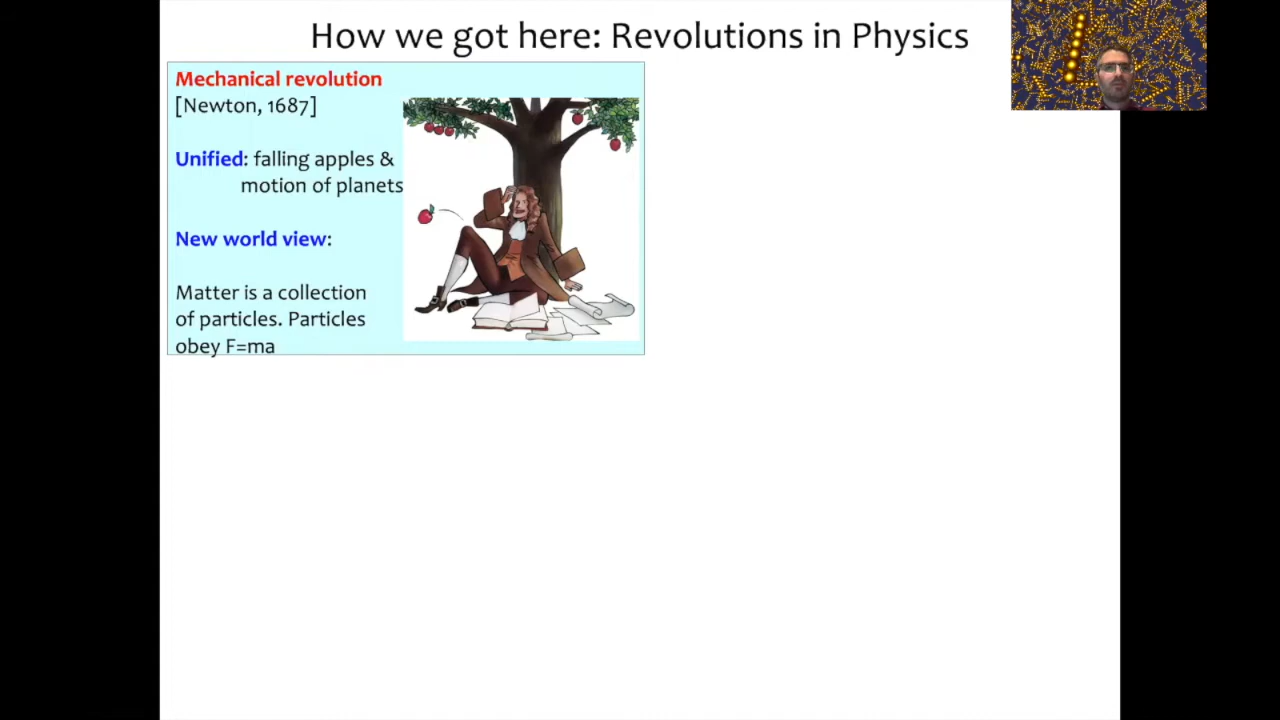 How we got here: Revolutions in Physics
Mechanical revolution
[Newton, 1687]
Unified: falling apples &
motion of planets
New world view:
Matter is a collection
of particles. Particles
obey F=ma